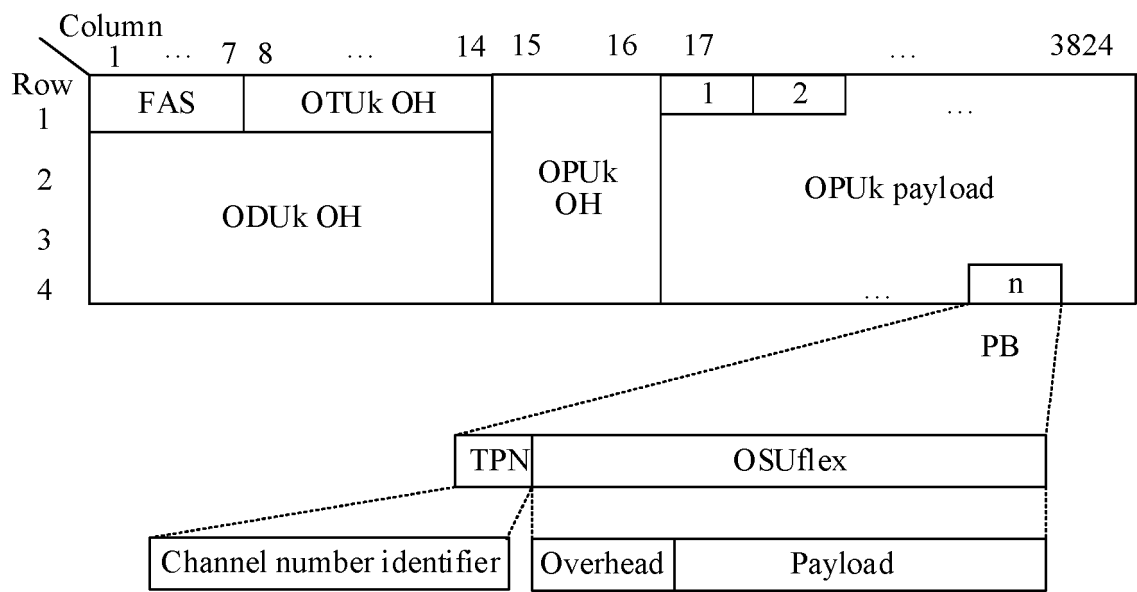 Column
1 … 7 8 … 14 15 16 17 … 3824
Row
1
FAS
OTUk OH
1 2
…
2
3
4
ODUk OH
OPUk
OH
OPUk payload
… n
PB
TPN
OSUflex
Channel number identifier
Overhead
Payload